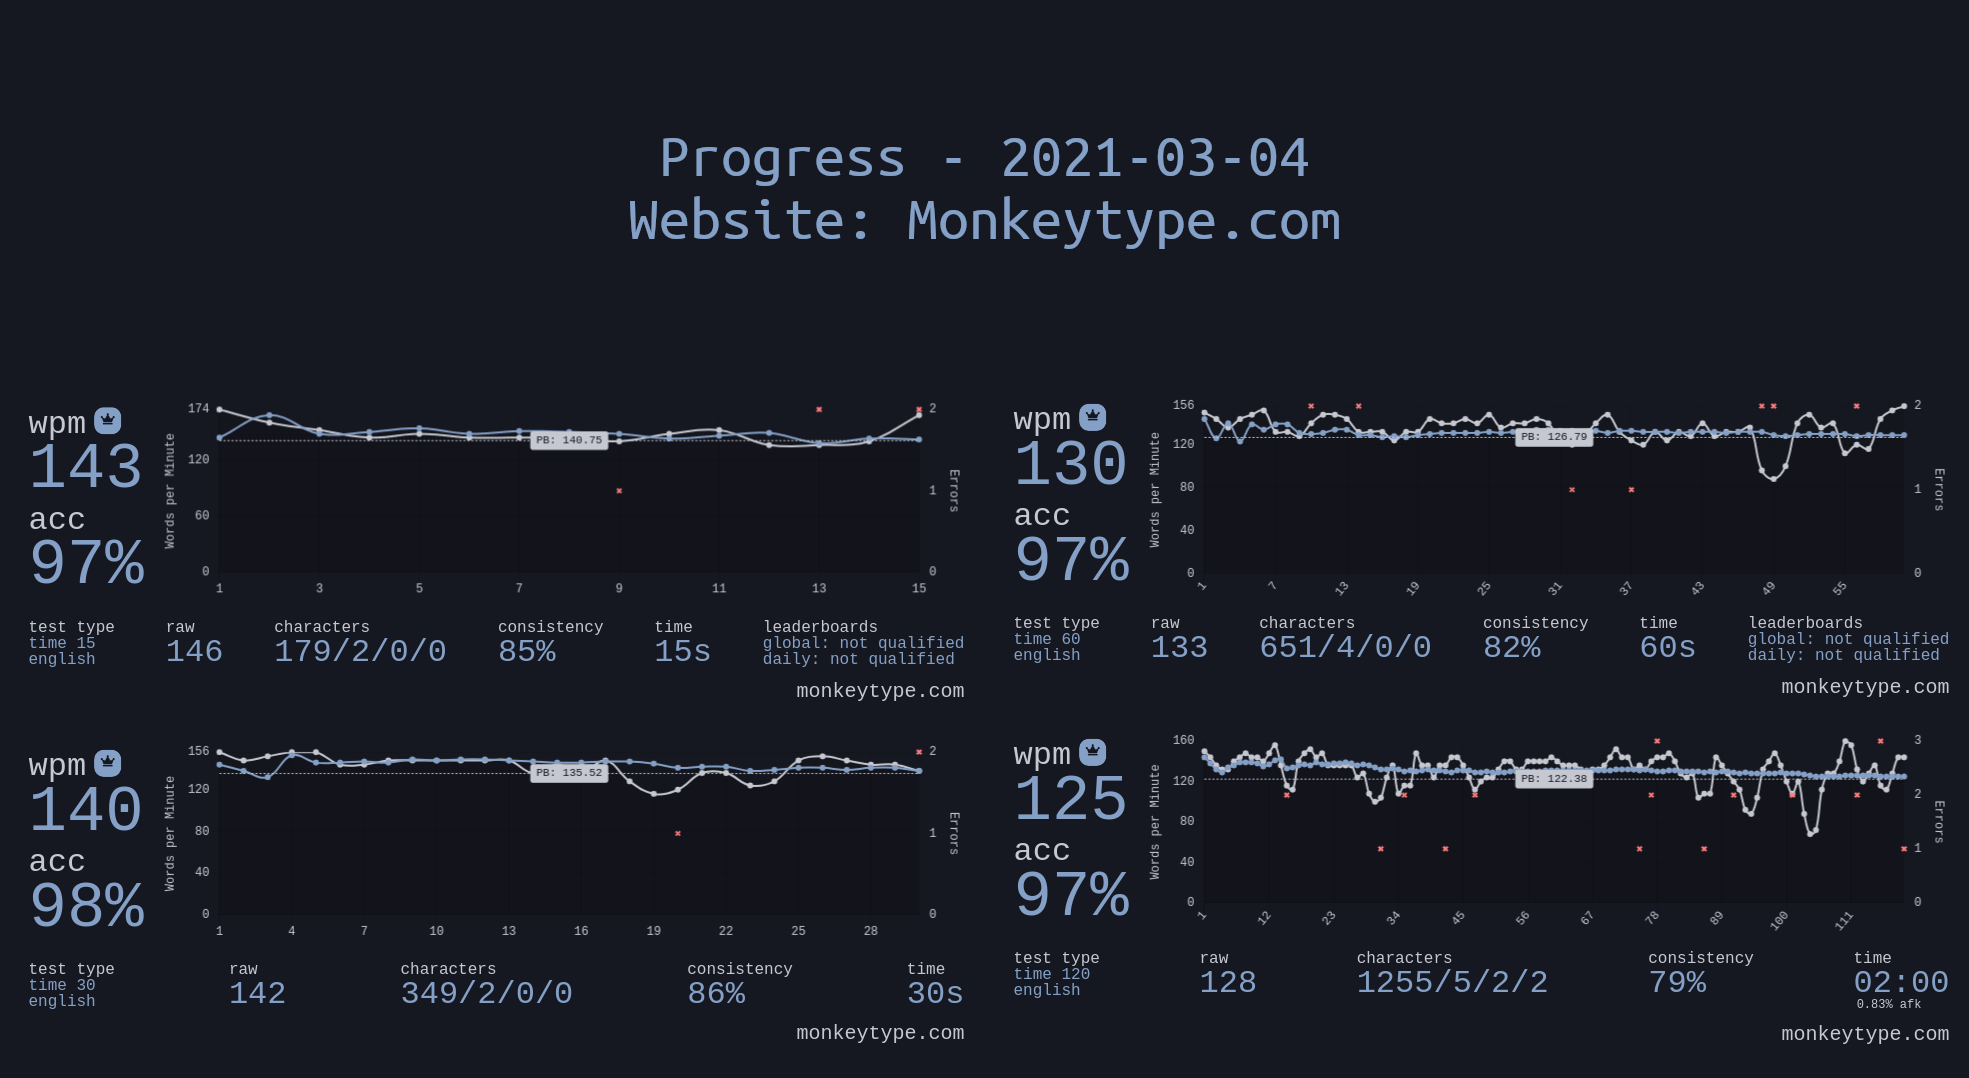 Progress - 2021-03-04
Website: Monkeytype.com
wpm
143
acc
97%
Words per Minute
174
120
60
0
PB: 140.75
2
1
0
Errors
1 3 5 7 9 11 13 15
test type
time 15
english
raw
146
characters
179/2/0/0
consistency
85%
time
15s
leaderboards
global: not qualified
daily: not qualified
monkeytype.com
wpm
130
acc
97%
Words per Minute
156
120
80
40
0
PB: 126.79
2
1
0
Errors
1 7 13 19 25 31 37 43 49 55
test type
time 60
english
raw
133
characters
651/4/0/0
consistency
82%
time
60s
leaderboards
global: not qualified
daily: not qualified
monkeytype.com
wpm
140
acc
98%
Words per Minute
156
120
80
40
0
PB: 135.52
2
1
0
Errors
1 4 7 10 13 16 19 22 25 28
test type
time 30
english
raw
142
characters
349/2/0/0
consistency
86%
time
30s
monkeytype.com
wpm
125
acc
97%
Words per Minute
160
120
80
40
0
PB: 122.38
3
2
1
0
Errors
1 12 23 34 45 56 67 78 89 100 111
test type
time 120
english
raw
128
characters
1255/5/2/2
consistency
79%
time
02:00
0.83% afk
monkeytype.com